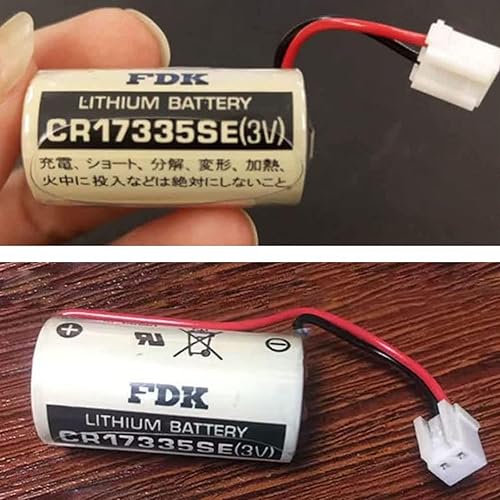 FDK
LITHIUM BATTERY
CR17335SE(3V)
充電、ショート、分解、変形、加熱、
火中に投入などは絶対にしないこと。
+ -
FDK
LITHIUM BATTERY
CR17335SE(3V)